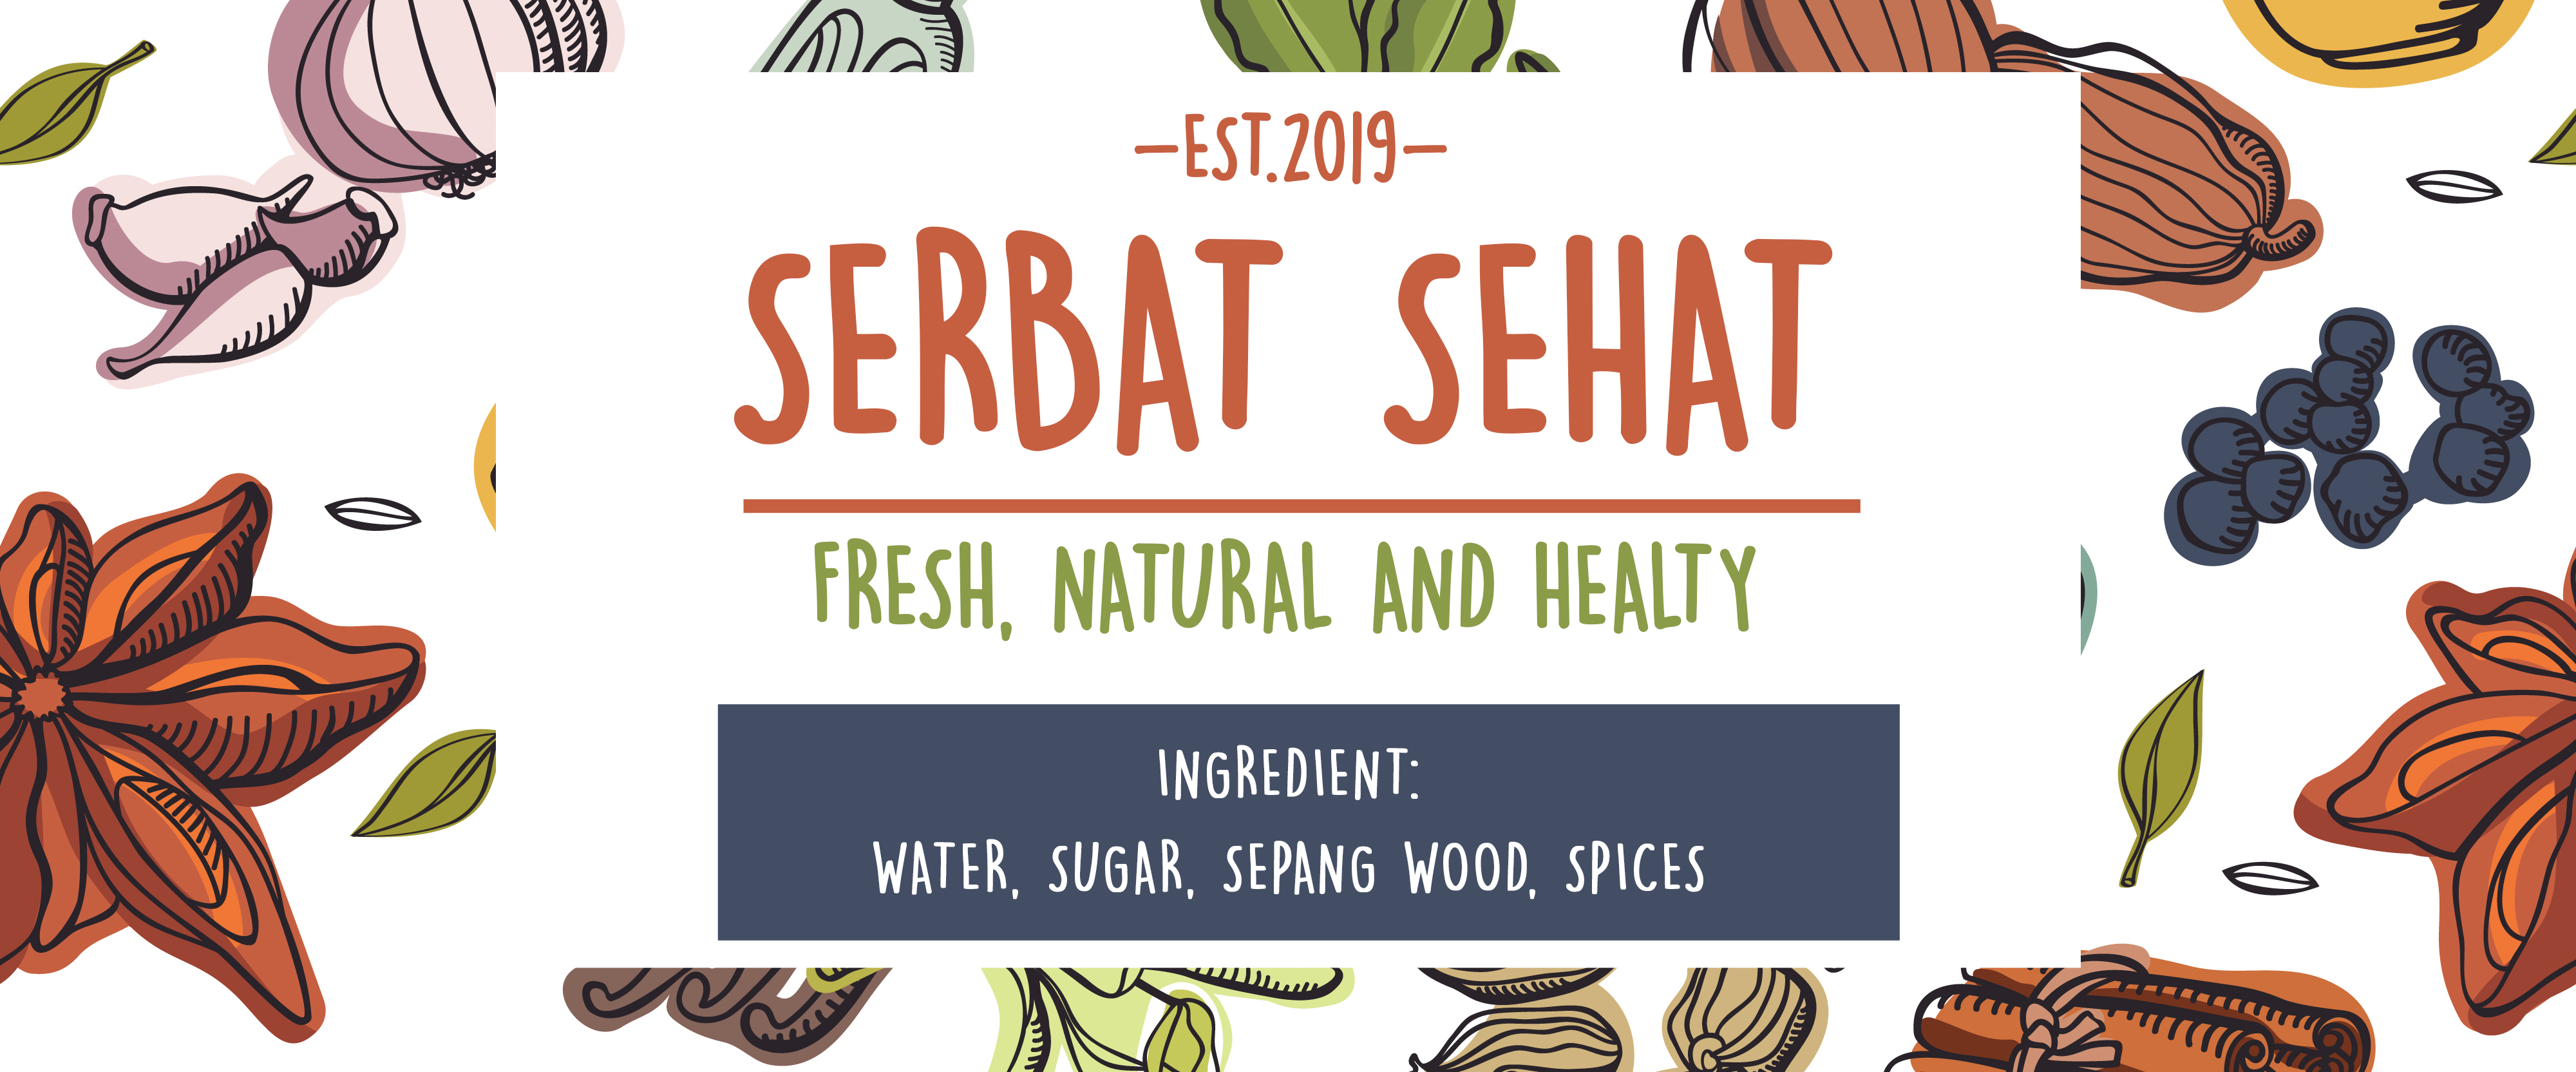 —EST.2019—
SERBAT SEHAT
FRESH, NATURAL AND HEALTY
INGREDIENT:
WATER, SUGAR, SEPANG WOOD, SPICES